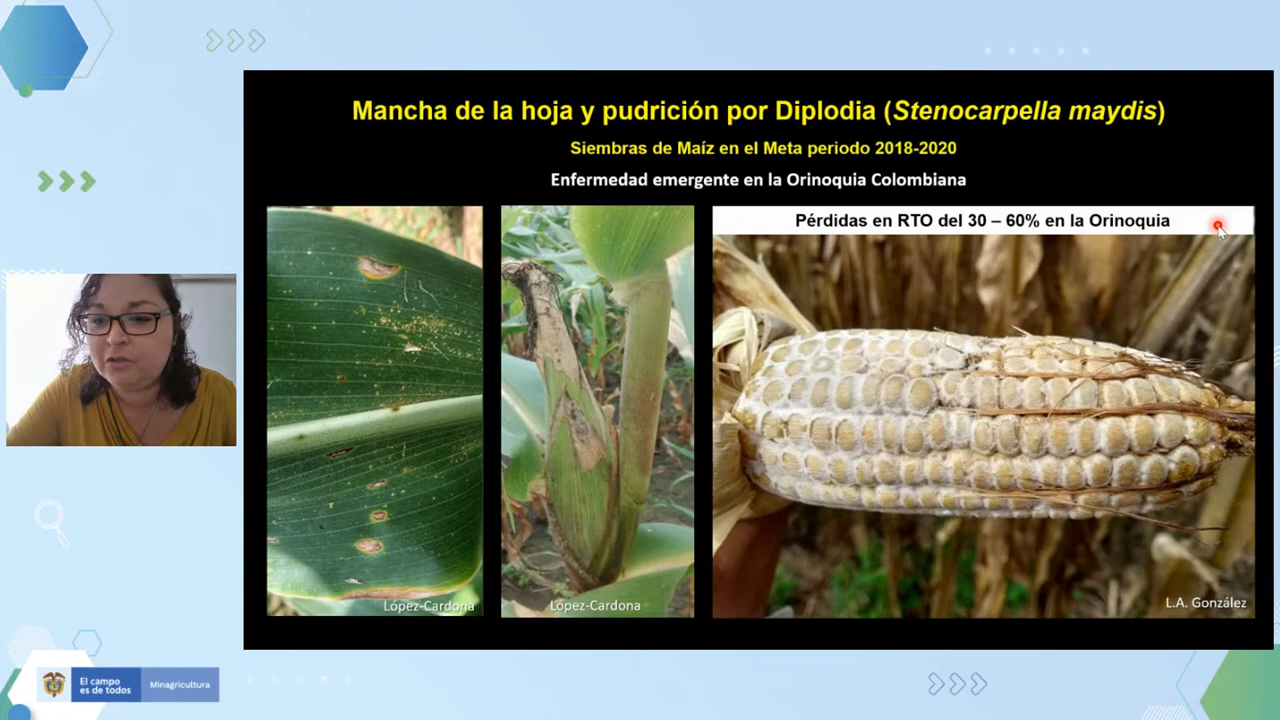 Mancha de la hoja y pudrición por Diplodia (Stenocarpella maydis)
Siembras de Maíz en el Meta periodo 2018-2020
Enfermedad emergente en la Orinoquia Colombiana
Pérdidas en RTO del 30 – 60% en la Orinoquia
López-Cardona
López-Cardona
L.A. González
El campo
es de todos
Minagricultura